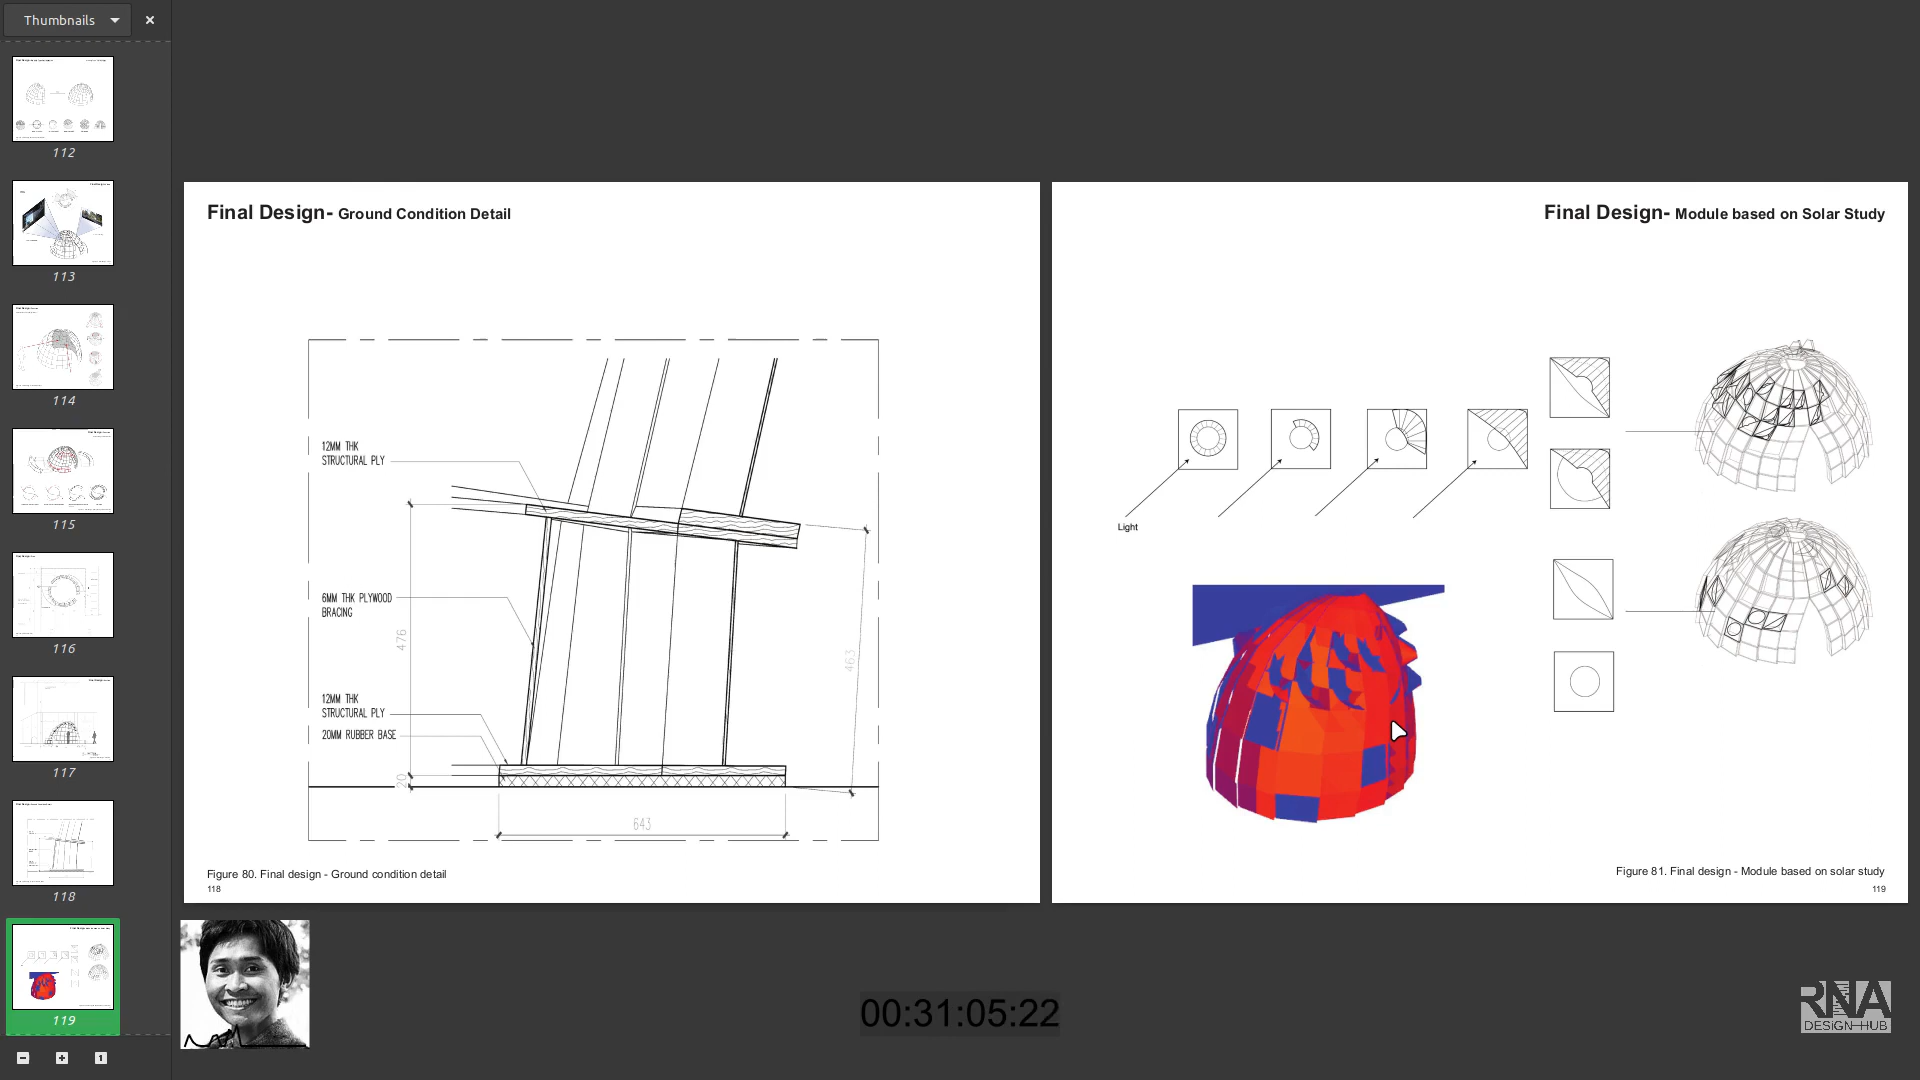 Thumbnails
112
113
114
115
116
117
118
119
Final Design- Ground Condition Detail
12MM THK
STRUCTURAL PLY
6MM THK PLYWOOD
BRACING
476
463
12MM THK
STRUCTURAL PLY
20MM RUBBER BASE
20
643
Figure 80. Final design - Ground condition detail
118
Final Design- Module based on Solar Study
Light
Figure 81. Final design - Module based on solar study
119
00:31:05:22
RNA
DESIGN-HUB